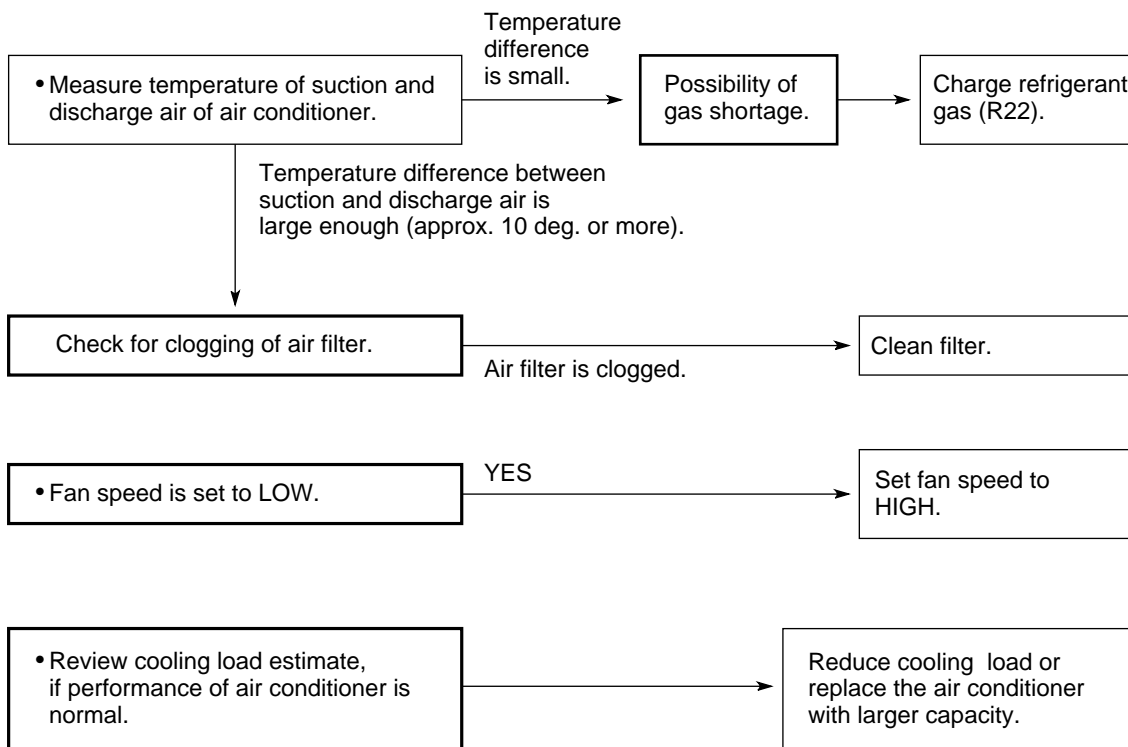 Temperature
difference
is small.
• Measure temperature of suction and
discharge air of air conditioner.
Possibility of
gas shortage.
Charge refrigerant
gas (R22).
Temperature difference between
suction and discharge air is
large enough (approx. 10 deg. or more).
Check for clogging of air filter.
Air filter is clogged.
Clean filter.
• Fan speed is set to LOW.
YES
Set fan speed to
HIGH.
• Review cooling load estimate,
if performance of air conditioner is
normal.
Reduce cooling load or
replace the air conditioner
with larger capacity.